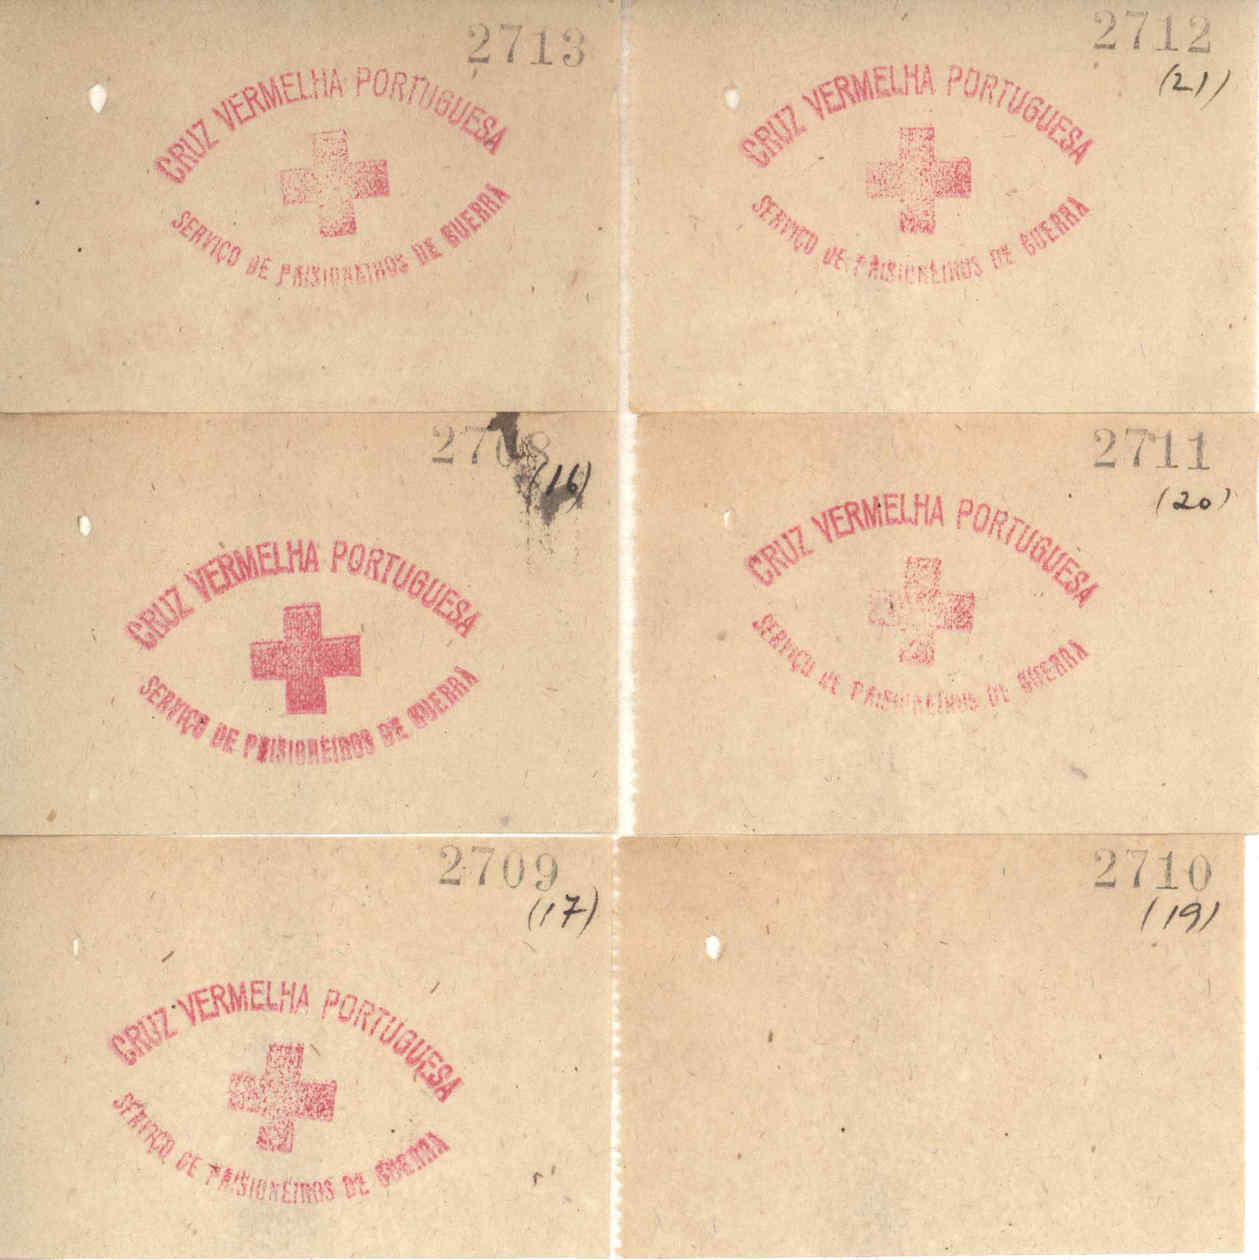 2713
CRUZ VERMELHA PORTUGUESA
SERVIÇO DE PRISIONEIROS DE GUERRA
2712
(21)
CRUZ VERMELHA PORTUGUESA
SERVIÇO DE PRISIONEIROS DE GUERRA
2708
(16)
CRUZ VERMELHA PORTUGUESA
SERVIÇO DE PRISIONEIROS DE GUERRA
2711
(20)
CRUZ VERMELHA PORTUGUESA
SERVIÇO DE PRISIONEIROS DE GUERRA
2709
(17)
CRUZ VERMELHA PORTUGUESA
SERVIÇO DE PRISIONEIROS DE GUERRA
2710
(19)